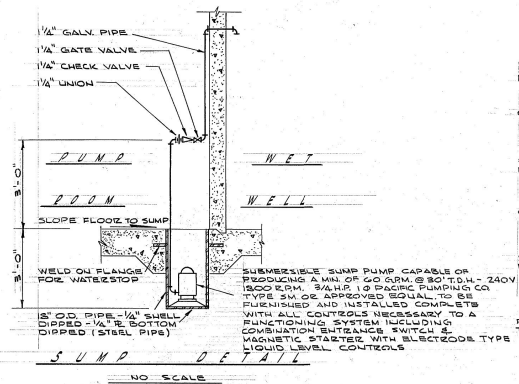 1¼" GALV. PIPE
1¼" GATE VALVE
1¼" CHECK VALVE
1¼" UNION
PUMP
ROOM
WET
WELL
3'-0"
SLOPE FLOOR TO SUMP
3'-0"
WELD ON FLANGE
FOR WATERSTOP
18" O.D. PIPE - ¼" SHELL
DIPPED - ¼" PL BOTTOM
DIPPED (STEEL PIPE)
SUBMERSIBLE SUMP PUMP CAPABLE OF
PRODUCING A MIN. OF 60 G.P.M. @ 30' T.D.H. - 240V
1800 R.P.M. 3/4 H.P. 1 Φ PACIFIC PUMPING CO.
TYPE SM OR APPROVED EQUAL, TO BE
FURNISHED AND INSTALLED COMPLETE
WITH ALL CONTROLS NECESSARY TO A
FUNCTIONING SYSTEM INCLUDING
COMBINATION ENTRANCE SWITCH &
MAGNETIC STARTER WITH ELECTRODE TYPE
LIQUID LEVEL CONTROLS
SUMP DETAIL
NO SCALE